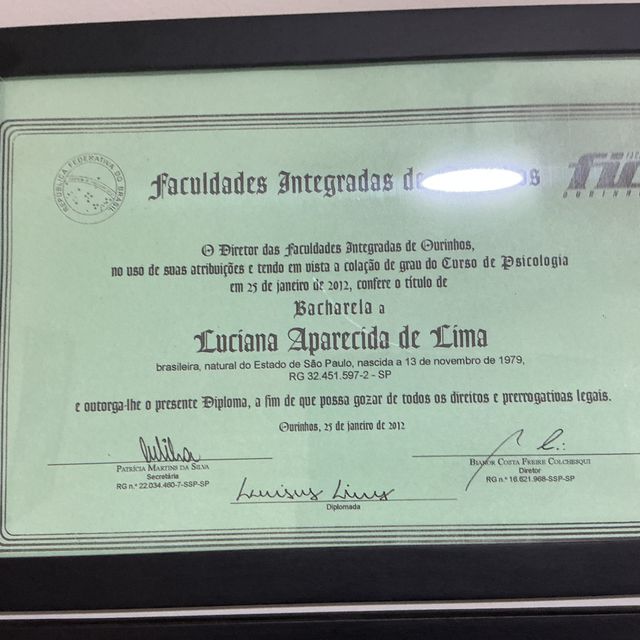 REPÚBLICA FEDERATIVA DO BRASIL
Faculdades Integradas de
O Diretor das Faculdades Integradas de Ourinhos,
no uso de suas atribuições e tendo em vista a colação de grau do Curso de Psicologia
em 25 de janeiro de 2012, confere o título de
Bacharela a
Luciana Aparecida de Lima
brasileira, natural do Estado de São Paulo, nascida a 13 de novembro de 1979,
RG 32.451.597-2 - SP
e outorga-lhe o presente Diploma, a fim de que possa gozar de todos os direitos e prerrogativas legais.
Ourinhos, 25 de janeiro de 2012
PATRÍCIA MARTINS DA SILVA
Secretária
RG n.º 22.034.460-7-SSP-SP
Diplomada
BIANOR COSTA FREIRE COLCHESQUI
Diretor
RG n.º 16.621.968-SSP-SP